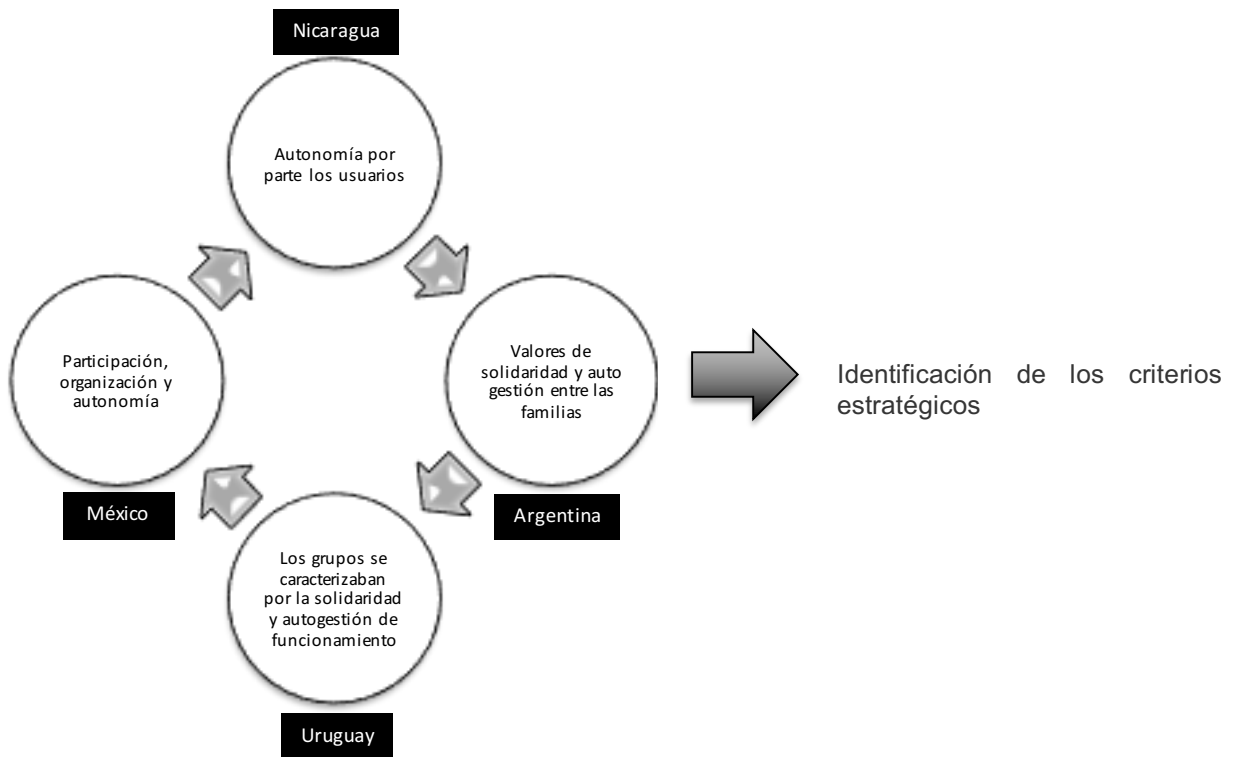 Nicaragua
Autonomía por
parte los usuarios
Participación,
organización y
autonomía
México
Valores de
solidaridad y auto
gestión entre las
familias
Argentina
Los grupos se
caracterizaban
por la solidaridad
y autogestión de
funcionamiento
Uruguay
Identificación de los criterios
estratégicos